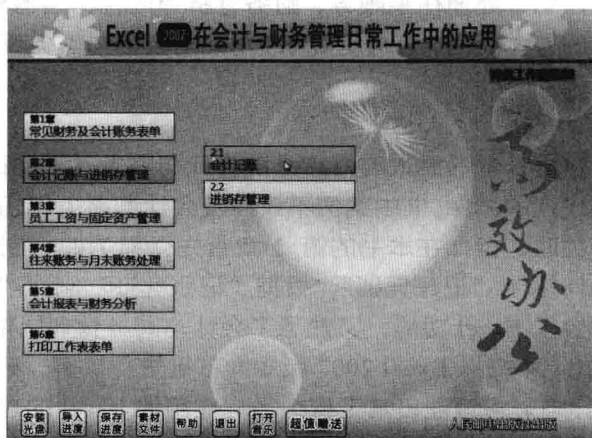 Excel 2007 在会计与财务管理日常工作中的应用
第1章
常见财务及会计账务表单
第2章
会计记账与进销存管理
第3章
员工工资与固定资产管理
第4章
往来账务与月末账务处理
第5章
会计报表与财务分析
第6章
打印工作表表单
2.1
会计记账
2.2
进销存管理
高效办公
安装光盘
导入进度
保存进度
素材文件
帮助
退出
打开音乐
超值赠送
人民邮电出版社出版